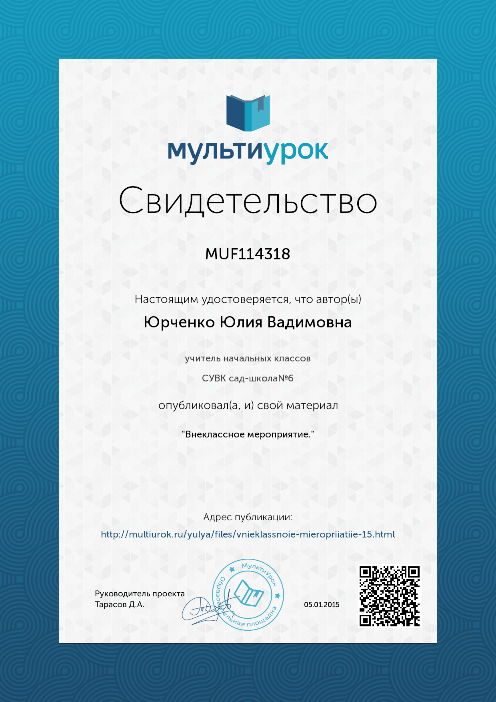 мультиурок
Свидетельство
MUF114318
Настоящим удостоверяется, что автор(ы)
Юрченко Юлия Вадимовна
учитель начальных классов
СУВК сад-школа№6
опубликовал(а, и) свой материал
"Внеклассное мероприятие."
Адрес публикации:
http://multiurok.ru/yulya/files/vnieklassnoie-mieropriiatiie-15.html
Руководитель проекта
Тарасов Д.А.
Мультиурок
Образовательная площадка
05.01.2015